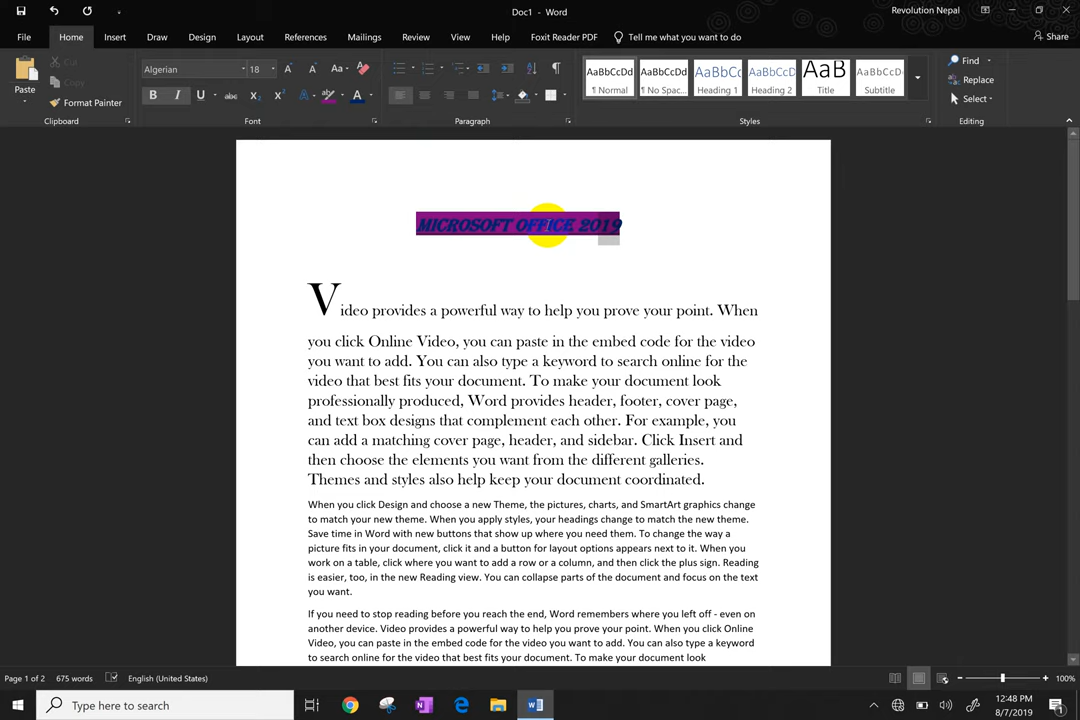 Doc1 - Word
Revolution Nepal
File Home Insert Draw Design Layout References Mailings Review View Help Foxit Reader PDF Tell me what you want to do Share
Paste
Cut
Copy
Format Painter
Clipboard
Algerian 18
Font
Paragraph
AaBbCcDd AaBbCcDd AaBbCc AaBbCcDd AaB AaBbCcDd
¶ Normal ¶ No Spac... Heading 1 Heading 2 Title Subtitle
Styles
Find
Replace
Select
Editing
MICROSOFT OFFICE 2019
Video provides a powerful way to help you prove your point. When
you click Online Video, you can paste in the embed code for the video
you want to add. You can also type a keyword to search online for the
video that best fits your document. To make your document look
professionally produced, Word provides header, footer, cover page,
and text box designs that complement each other. For example, you
can add a matching cover page, header, and sidebar. Click Insert and
then choose the elements you want from the different galleries.
Themes and styles also help keep your document coordinated.
When you click Design and choose a new Theme, the pictures, charts, and SmartArt graphics change
to match your new theme. When you apply styles, your headings change to match the new theme.
Save time in Word with new buttons that show up where you need them. To change the way a
picture fits in your document, click it and a button for layout options appears next to it. When you
work on a table, click where you want to add a row or a column, and then click the plus sign. Reading
is easier, too, in the new Reading view. You can collapse parts of the document and focus on the text
you want.
If you need to stop reading before you reach the end, Word remembers where you left off - even on
another device. Video provides a powerful way to help you prove your point. When you click Online
Video, you can paste in the embed code for the video you want to add. You can also type a keyword
to search online for the video that best fits your document. To make your document look
Page 1 of 2 675 words English (United States) 100%
Type here to search
12:48 PM
8/7/2019